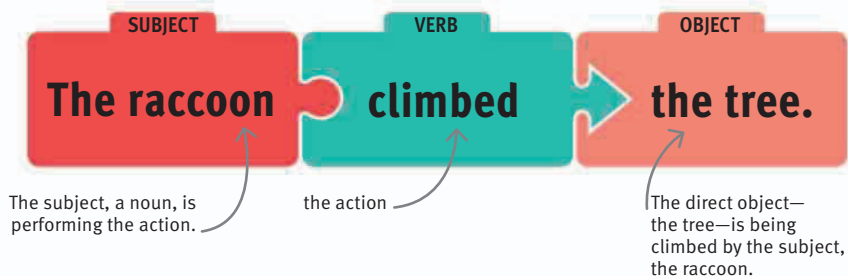 SUBJECT
VERB
OBJECT
The raccoon
climbed
the tree.
The subject, a noun, is
performing the action.
the action
The direct object—
the tree—is being
climbed by the subject,
the raccoon.